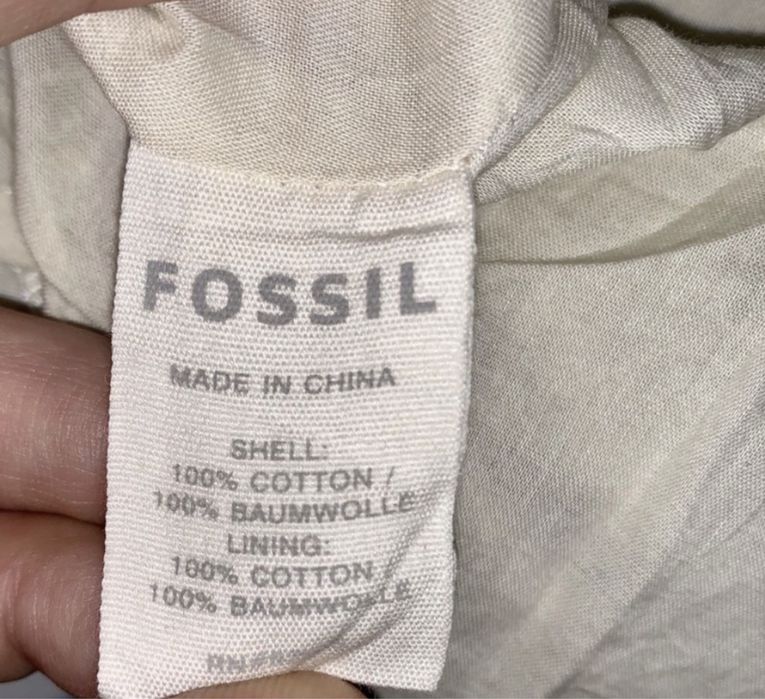 FOSSIL
MADE IN CHINA
SHELL:
100% COTTON /
100% BAUMWOLLE
LINING:
100% COTTON
100% BAUMWOLLE